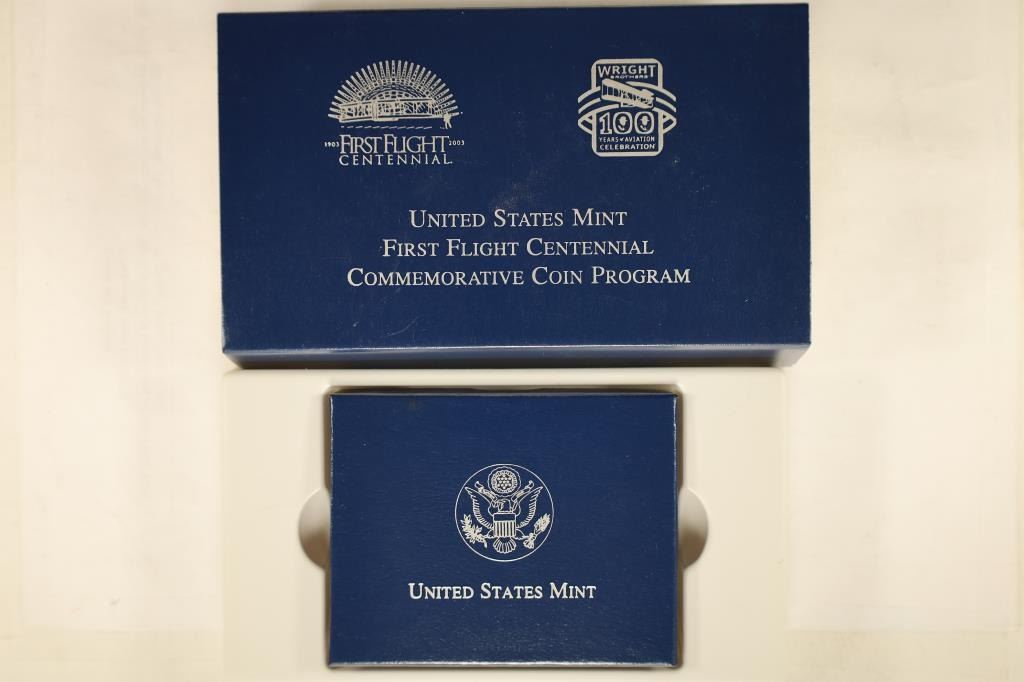 1903 FIRST FLIGHT 2003
CENTENNIAL
WRIGHT
BROTHERS
100
YEARS OF AVIATION
CELEBRATION
UNITED STATES MINT
FIRST FLIGHT CENTENNIAL
COMMEMORATIVE COIN PROGRAM
UNITED STATES MINT